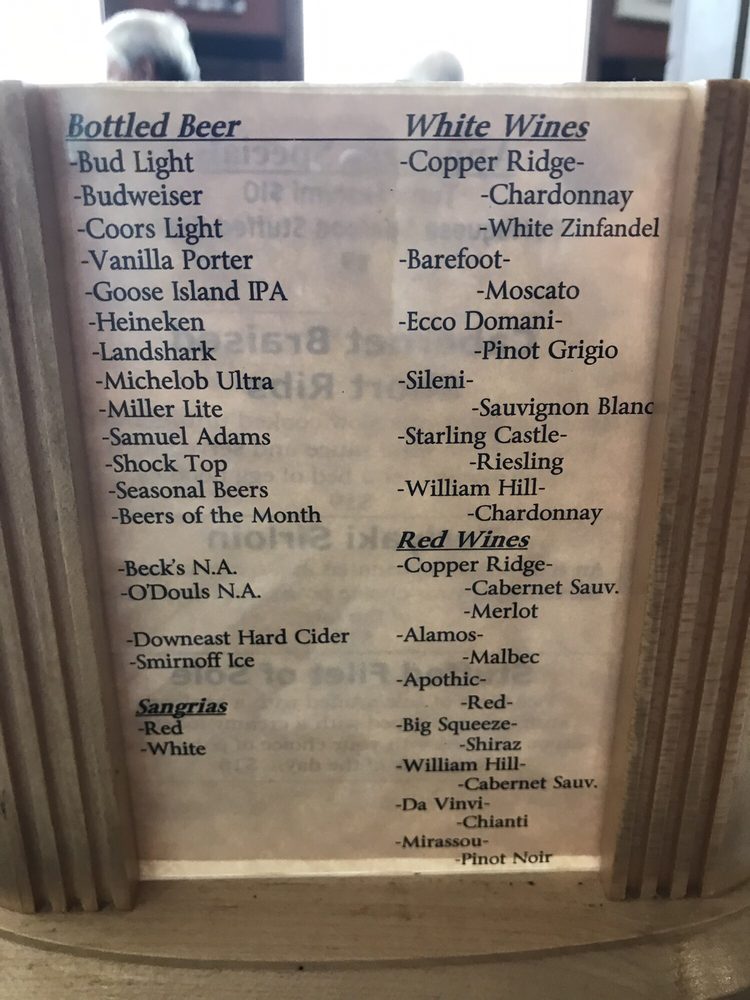 Bottled Beer
-Bud Light
-Budweiser
-Coors Light
-Vanilla Porter
-Goose Island IPA
-Heineken
-Landshark
-Michelob Ultra
-Miller Lite
-Samuel Adams
-Shock Top
-Seasonal Beers
-Beers of the Month
-Beck's N.A.
-O'Douls N.A.
-Downeast Hard Cider
-Smirnoff Ice
Sangrias
-Red
-White
White Wines
-Copper Ridge-
-Chardonnay
-White Zinfandel
-Barefoot-
-Moscato
-Ecco Domani-
-Pinot Grigio
-Sileni-
-Sauvignon Blanc
-Starling Castle-
-Riesling
-William Hill-
-Chardonnay
Red Wines
-Copper Ridge-
-Cabernet Sauv.
-Merlot
-Alamos-
-Malbec
-Apothic-
-Red-
-Big Squeeze-
-Shiraz
-William Hill-
-Cabernet Sauv.
-Da Vinvi-
-Chianti
-Mirassou-
-Pinot Noir